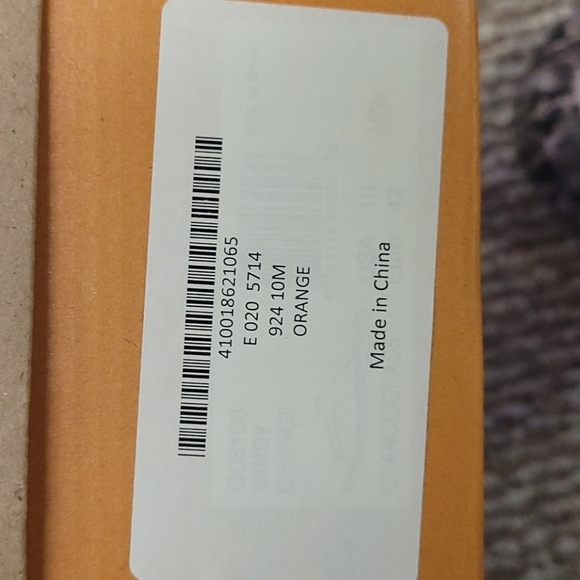 410018621065
E 020 5714
924 10M
ORANGE
Made in China